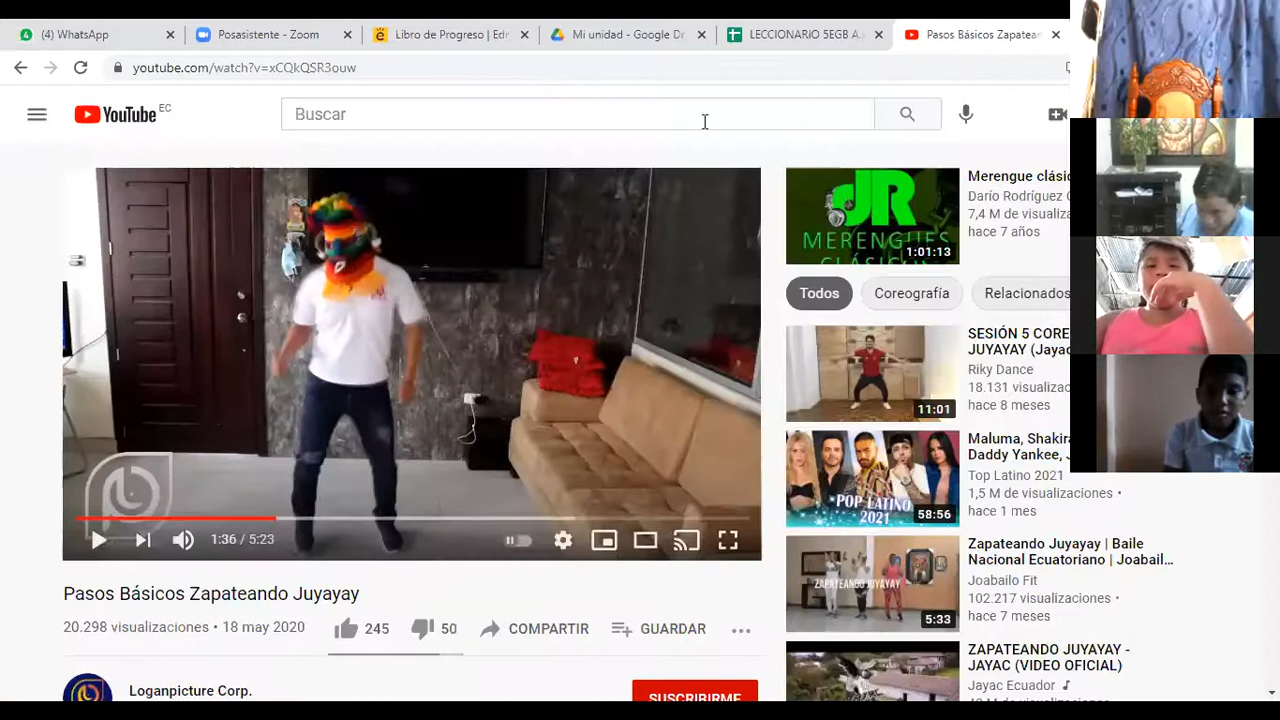 (4) WhatsApp
Posasistente - Zoom
Libro de Progreso | Edr
Mi unidad - Google Dr
LECCIONARIO 5EGB A.x
Pasos Básicos Zapatean
youtube.com/watch?v=xCQkQSR3ouw
YouTube EC
Buscar
JR
MERENGUES
CLÁSICOS
1:01:13
Merengue clási
Darío Rodríguez
7,4 M de visualiza
hace 7 años
Todos
Coreografía
Relacionados
11:01
SESIÓN 5 CORE
JUYAYAY (Jayac
Riky Dance
18.131 visualizac
hace 8 meses
POP LATINO
2021
58:56
Maluma, Shakira
Daddy Yankee,
Top Latino 2021
1,5 M de visualizaciones •
hace 1 mes
ZAPATEANDO JUYAYAY
5:33
Zapateando Juyayay | Baile
Nacional Ecuatoriano | Joabail...
Joabailo Fit
102.217 visualizaciones •
hace 7 meses
ZAPATEANDO JUYAYAY -
JAYAC (VIDEO OFICIAL)
Jayac Ecuador
1:36 / 5:23
Pasos Básicos Zapateando Juyayay
20.298 visualizaciones • 18 may 2020
245
50
COMPARTIR
GUARDAR
Loganpicture Corp.
SUSCRIBIRME